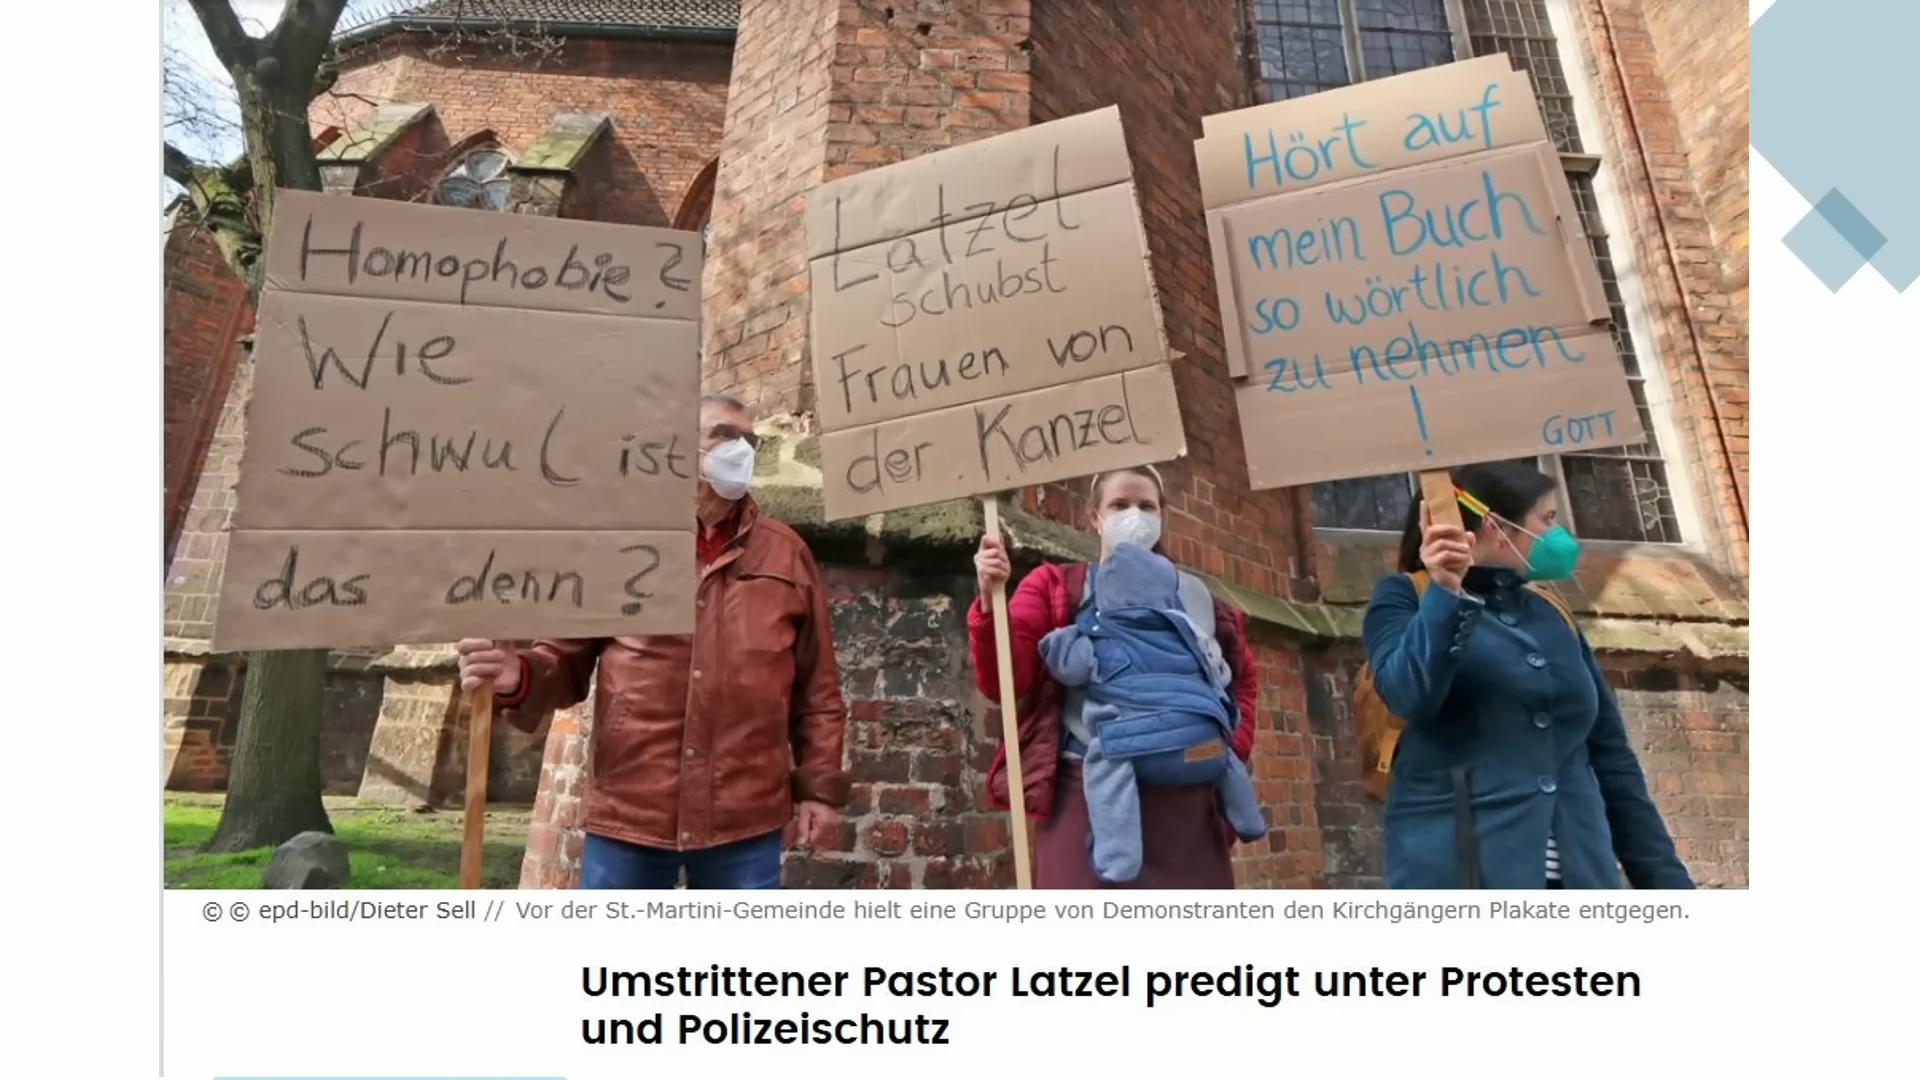 Homophobie?
Wie
schwul ist
das denn?
Latzel
schubst
Frauen von
der Kanzel
Hört auf
mein Buch
so wörtlich
zu nehmen
!
GOTT
© © epd-bild/Dieter Sell // Vor der St.-Martini-Gemeinde hielt eine Gruppe von Demonstranten den Kirchgängern Plakate entgegen.
Umstrittener Pastor Latzel predigt unter Protesten
und Polizeischutz